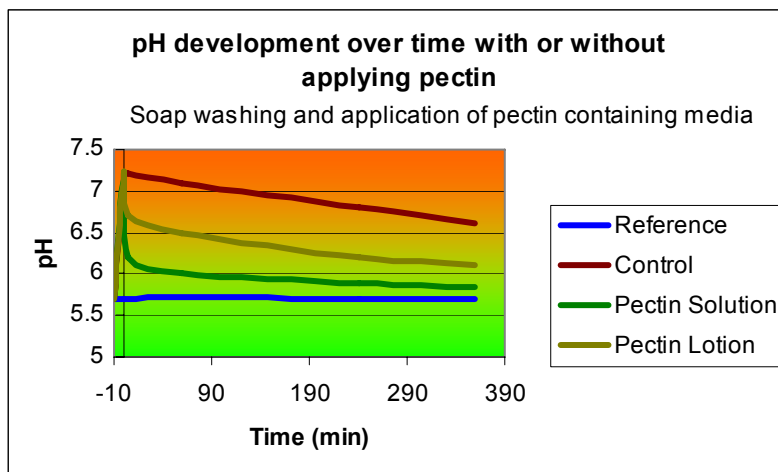 pH development over time with or without
applying pectin
Soap washing and application of pectin containing media
7.5
7
6.5
6
5.5
5
pH
-10 90 190 290 390
Time (min)
Reference
Control
Pectin Solution
Pectin Lotion